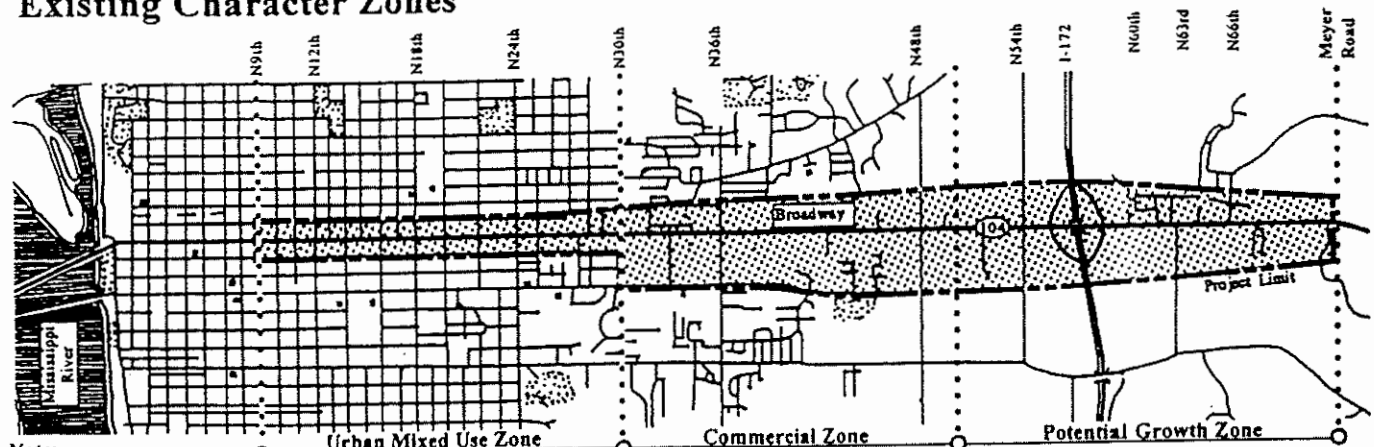 Existing Character Zones
N9th
N12th
N18th
N24th
N30th
N36th
N48th
N54th
I-172
N60th
N63rd
N66th
Meyer
Road
Broadway
104
Project Limit
Mississippi
River
Urban Mixed Use Zone
Commercial Zone
Potential Growth Zone